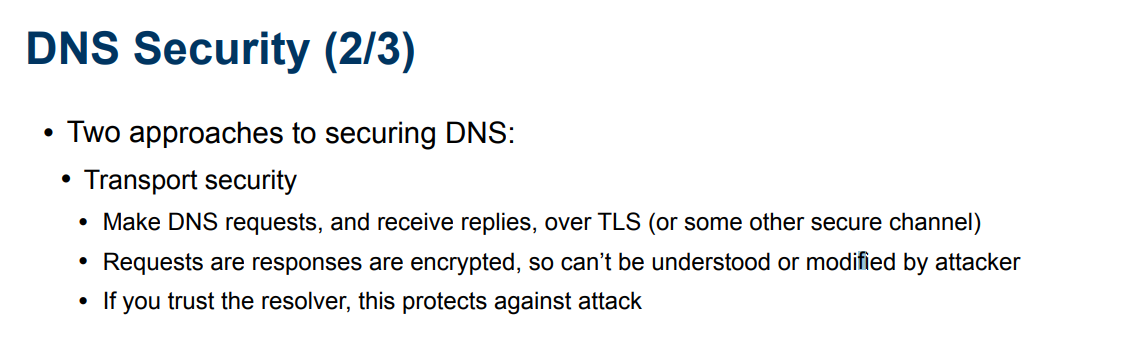 DNS Security (2/3)
• Two approaches to securing DNS:
• Transport security
• Make DNS requests, and receive replies, over TLS (or some other secure channel)
• Requests are responses are encrypted, so can’t be understood or modified by attacker
• If you trust the resolver, this protects against attack